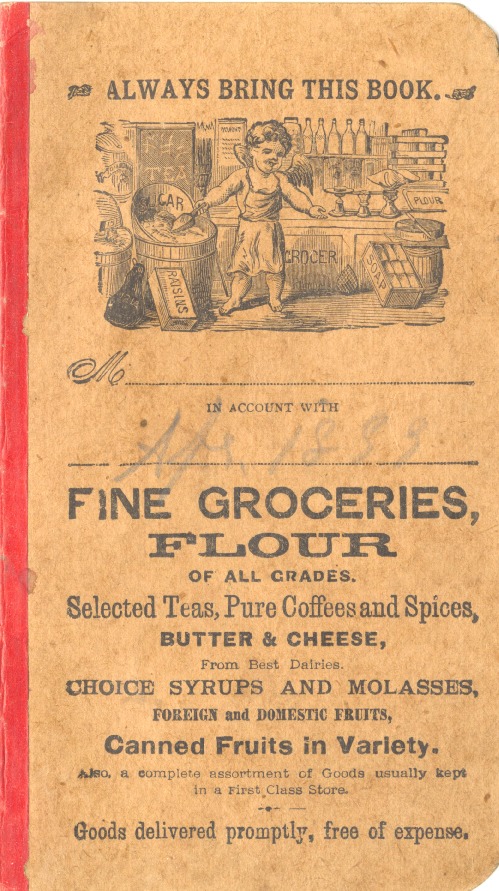 ALWAYS BRING THIS BOOK.
TEA
GAR
FLOUR
GROCER
RAISINS
SOAP
M
IN ACCOUNT WITH
FINE GROCERIES,
FLOUR
OF ALL GRADES.
Selected Teas, Pure Coffees and Spices,
BUTTER & CHEESE,
From Best Dairies.
CHOICE SYRUPS AND MOLASSES,
FOREIGN and DOMESTIC FRUITS,
Canned Fruits in Variety.
Also, a complete assortment of Goods usually kept
in a First Class Store.
Goods delivered promptly, free of expense.